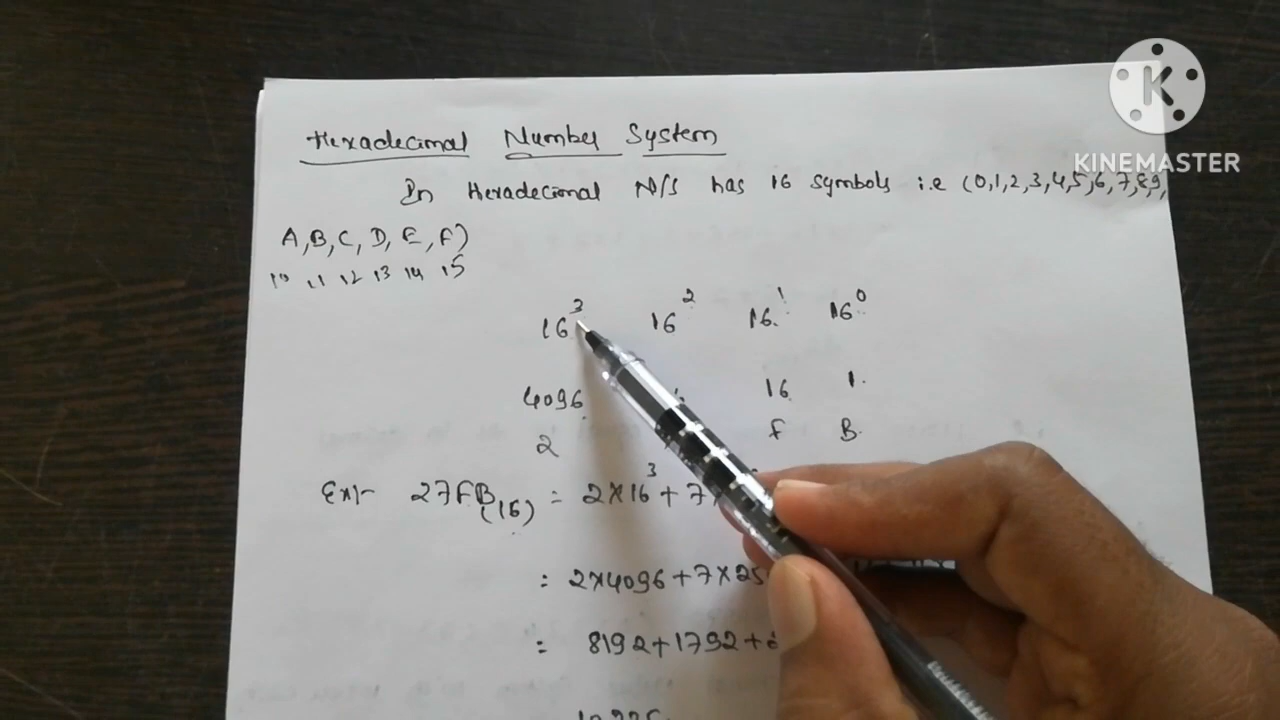 Hexadecimal Number System
KINEMASTER
In Hexadecimal N/S has 16 symbols i.e (0,1,2,3,4,5,6,7,8,9,
A,B,C,D,E,F)
10 11 12 13 14 15
16³ 16² 16¹ 16⁰
4096 16 1
2 F B
Ex:- 27FB(16) = 2×16³+7×
= 2×4096+7×25
= 8192+1792+